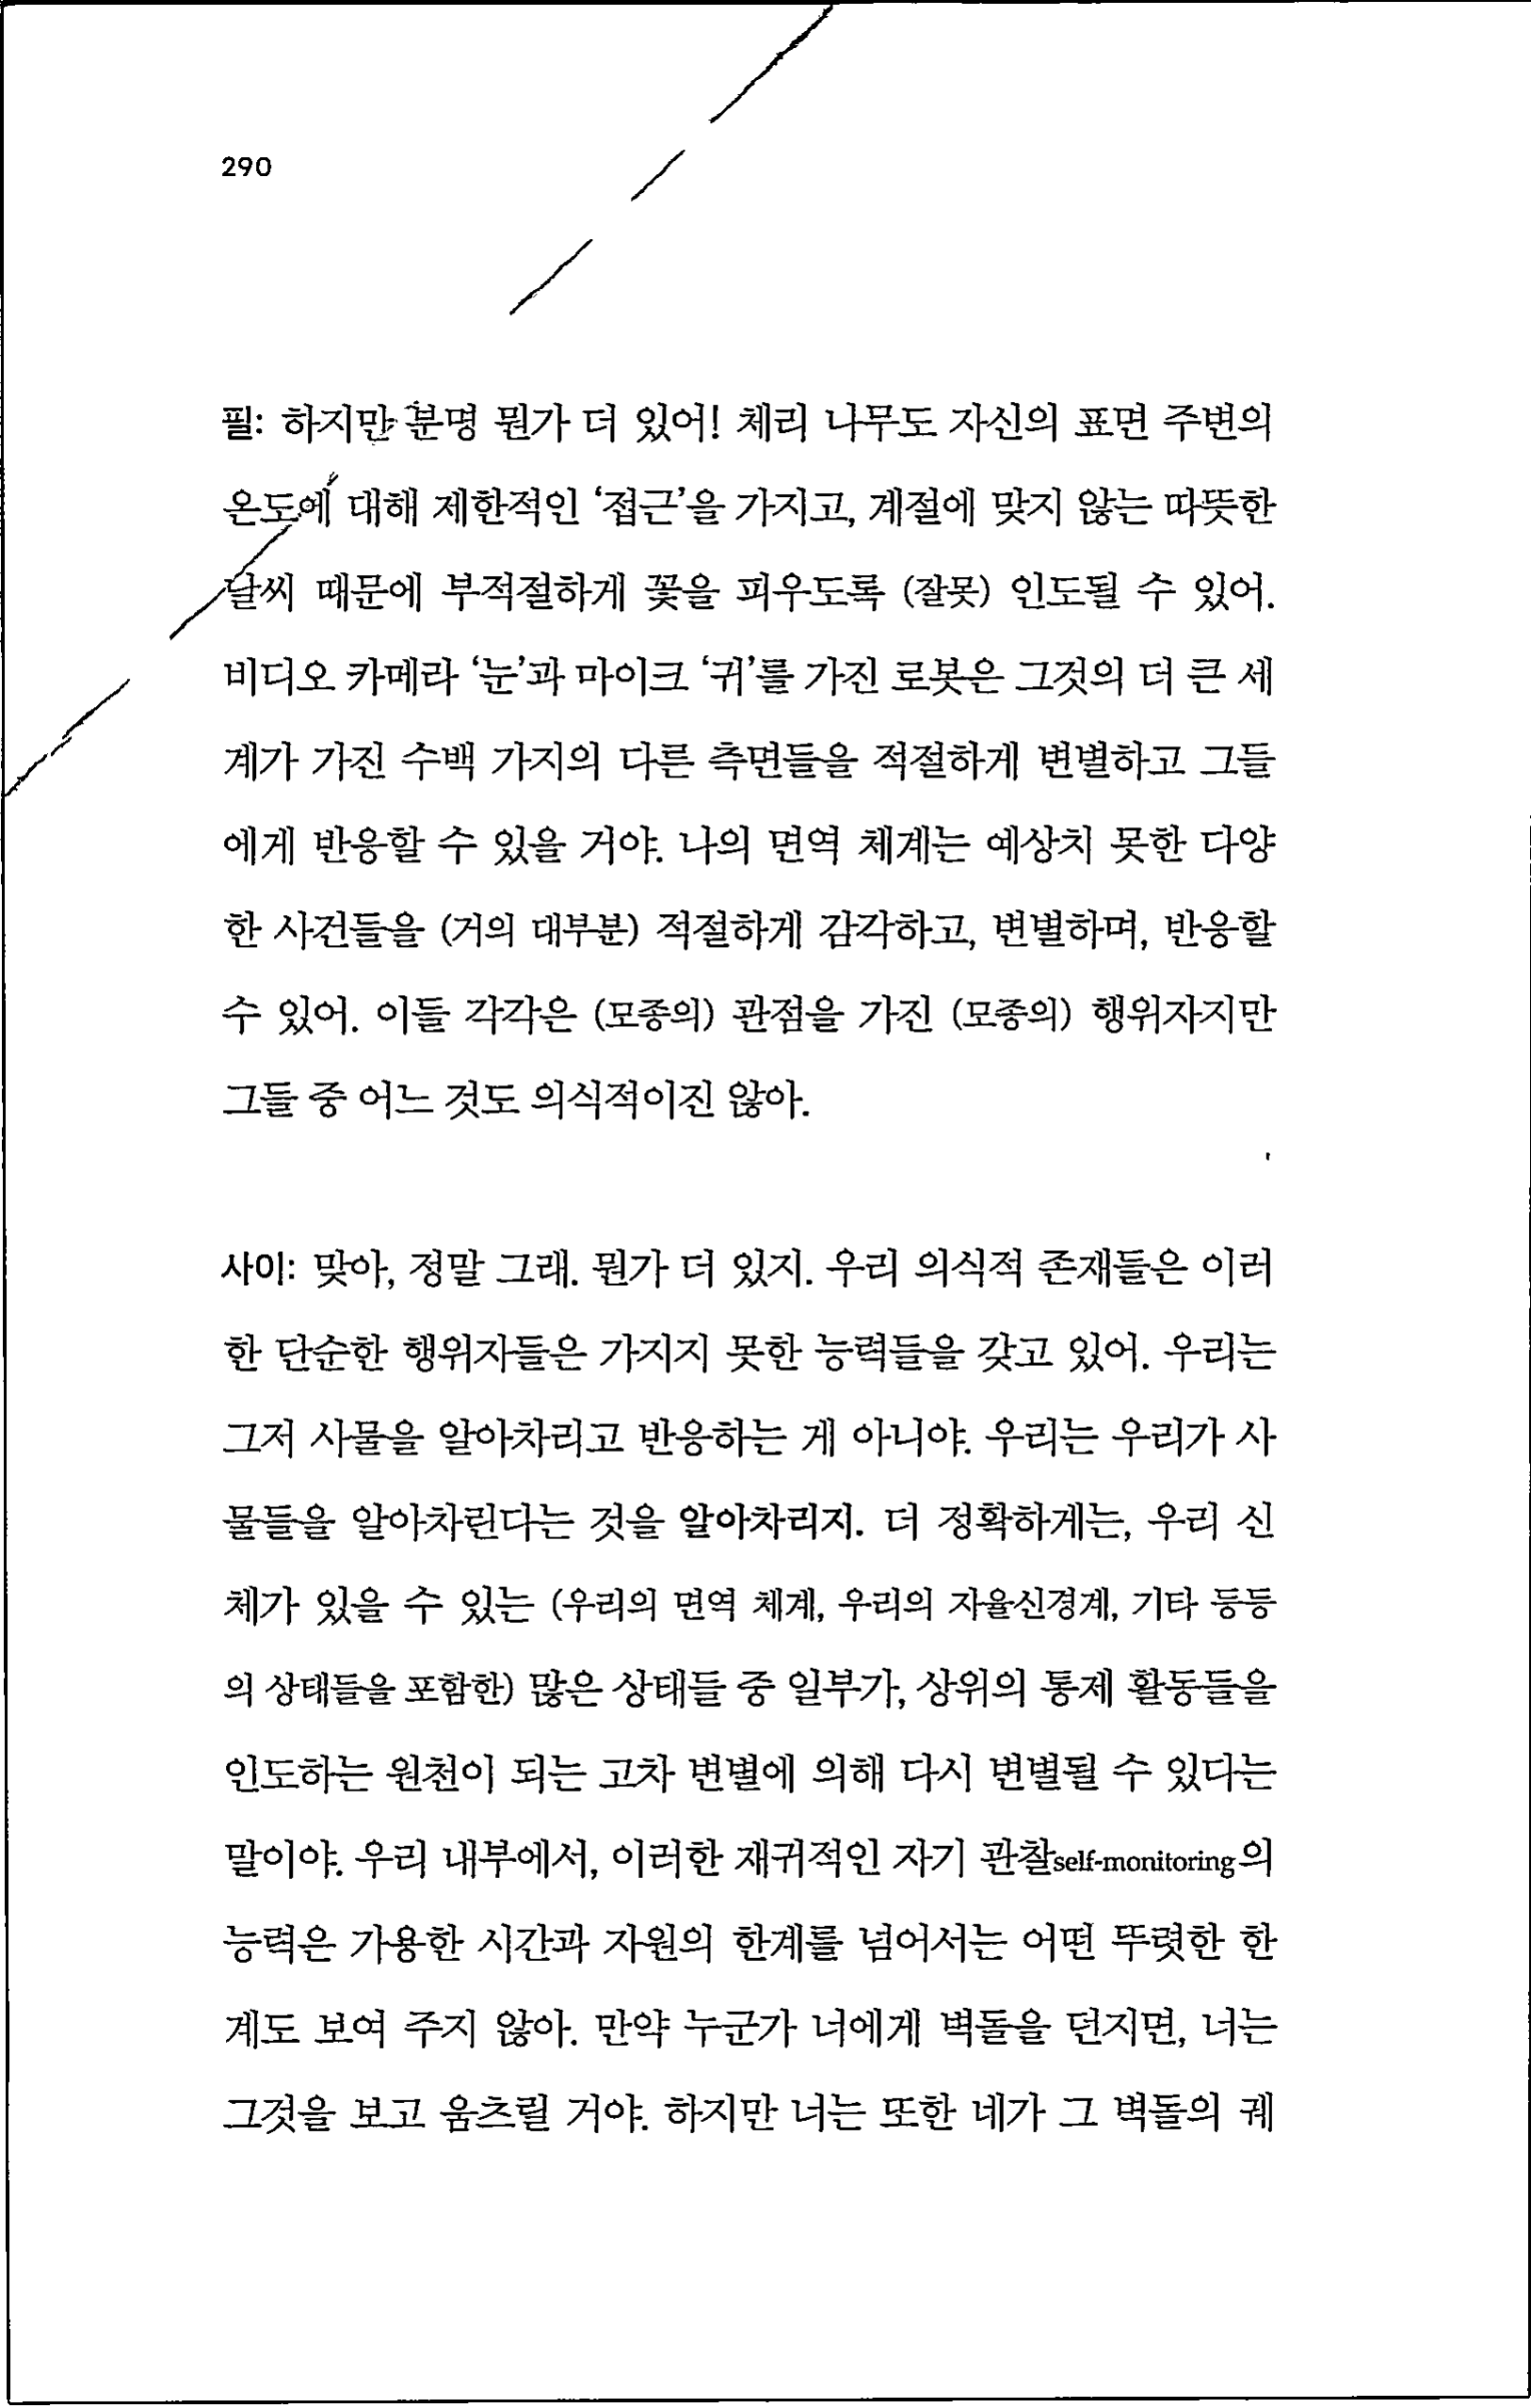 290
필: 하지만 분명 뭔가 더 있어! 체리 나무도 자신의 표면 주변의
온도에 대해 제한적인 ‘접근’을 가지고, 계절에 맞지 않는 따뜻한
날씨 때문에 부적절하게 꽃을 피우도록 (잘못) 인도될 수 있어.
비디오 카메라 ‘눈’과 마이크 ‘귀’를 가진 로봇은 그것의 더 큰 세
계가 가진 수백 가지의 다른 측면들을 적절하게 변별하고 그들
에게 반응할 수 있을 거야. 나의 면역 체계는 예상치 못한 다양
한 사건들을 (거의 대부분) 적절하게 감각하고, 변별하며, 반응할
수 있어. 이들 각각은 (모종의) 관점을 가진 (모종의) 행위자지만
그들 중 어느 것도 의식적이진 않아.
사이: 맞아, 정말 그래. 뭔가 더 있지. 우리 의식적 존재들은 이러
한 단순한 행위자들은 가지지 못한 능력들을 갖고 있어. 우리는
그저 사물을 알아차리고 반응하는 게 아니야. 우리는 우리가 사
물들을 알아차린다는 것을 알아차리지. 더 정확하게는, 우리 신
체가 있을 수 있는 (우리의 면역 체계, 우리의 자율신경계, 기타 등등
의 상태들을 포함한) 많은 상태들 중 일부가, 상위의 통제 활동들을
인도하는 원천이 되는 고차 변별에 의해 다시 변별될 수 있다는
말이야. 우리 내부에서, 이러한 재귀적인 자기 관찰self-monitoring의
능력은 가용한 시간과 자원의 한계를 넘어서는 어떤 뚜렷한 한
계도 보여 주지 않아. 만약 누군가 너에게 벽돌을 던지면, 너는
그것을 보고 움츠릴 거야. 하지만 너는 또한 네가 그 벽돌의 궤